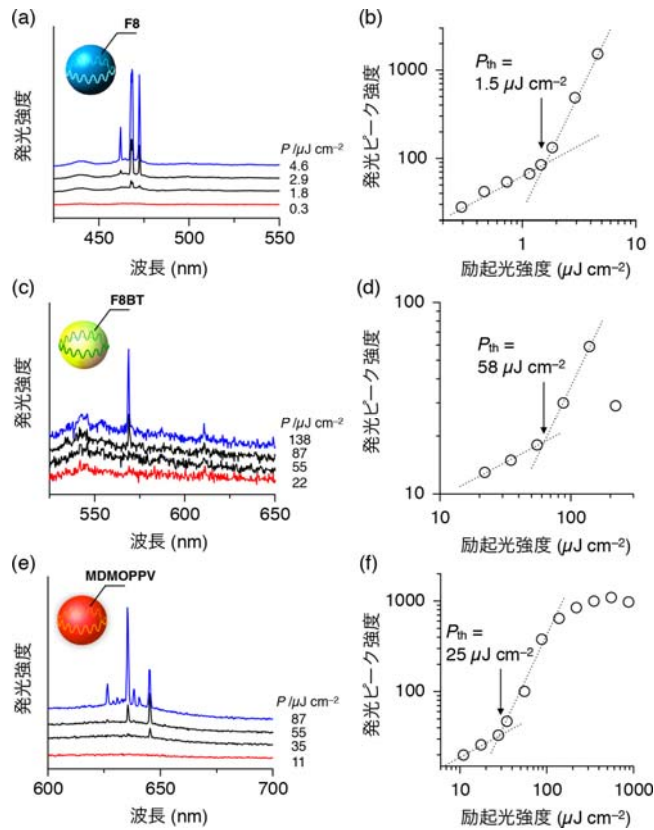 (a)
F8
発光強度
P /μJ cm−2
4.6
2.9
1.8
0.3
450
500
550
波長 (nm)
(b)
発光ピーク強度
1000
100
Pth =
1.5 μJ cm−2
1
10
励起光強度 (μJ cm−2)
(c)
F8BT
発光強度
P /μJ cm−2
138
87
55
22
550
600
650
波長 (nm)
(d)
発光ピーク強度
100
10
Pth =
58 μJ cm−2
10
100
励起光強度 (μJ cm−2)
(e)
MDMOPPV
発光強度
P /μJ cm−2
87
55
35
11
600
650
700
波長 (nm)
(f)
発光ピーク強度
1000
100
Pth =
25 μJ cm−2
10
100
1000
励起光強度 (μJ cm−2)